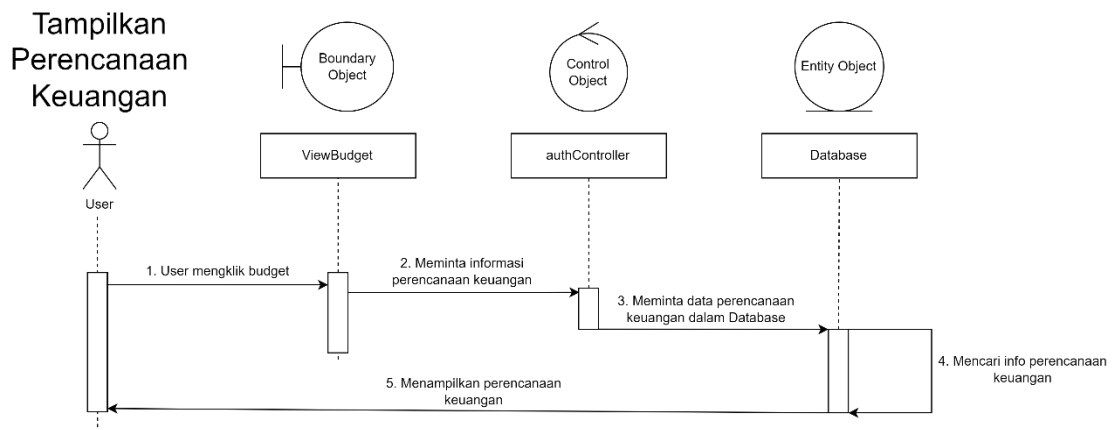 Tampilkan
Perencanaan
Keuangan
Boundary
Object
Control
Object
Entity Object
ViewBudget
authController
Database
User
1. User mengklik budget
2. Meminta informasi
perencanaan keuangan
3. Meminta data perencanaan
keuangan dalam Database
4. Mencari info perencanaan
keuangan
5. Menampilkan perencanaan
keuangan